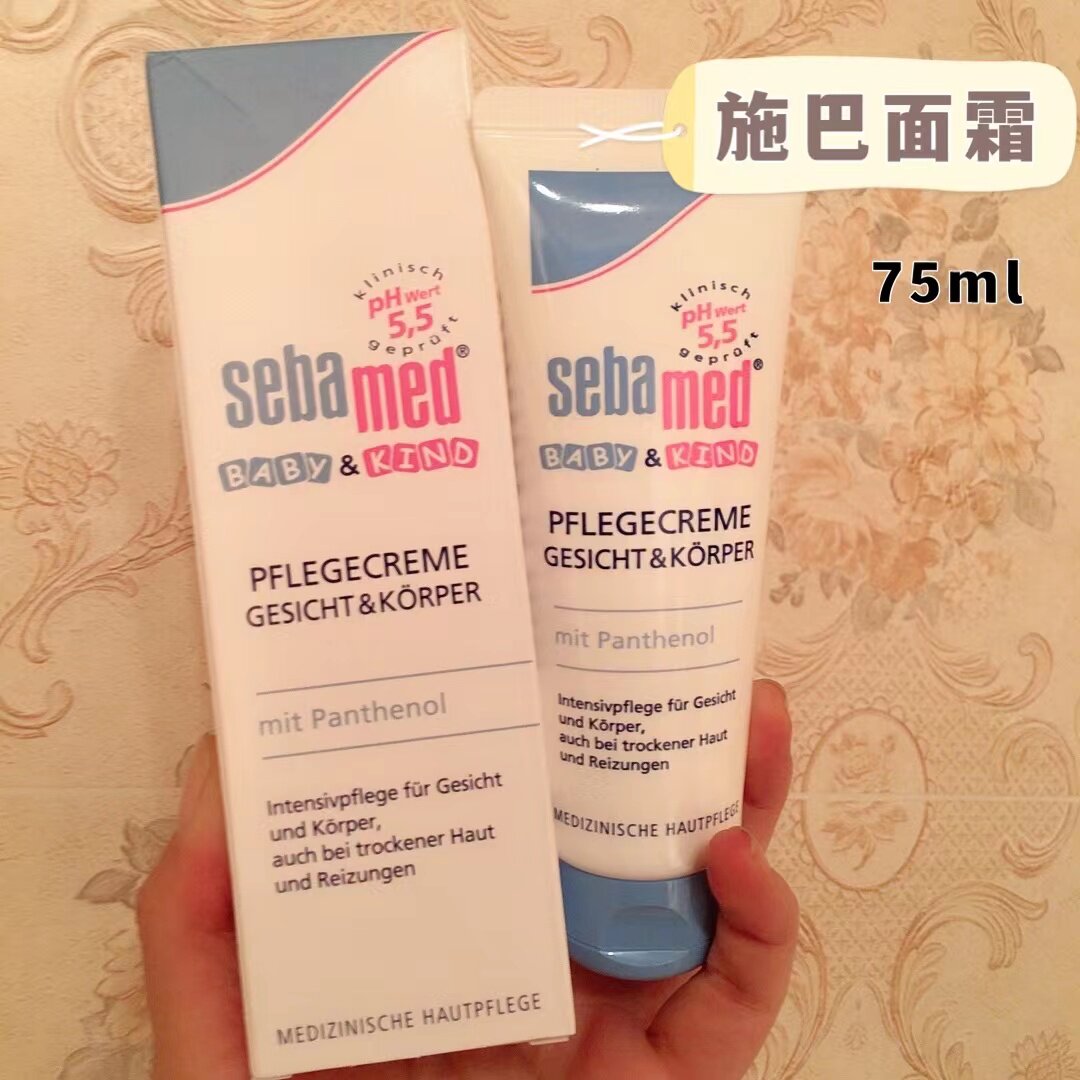 施巴面霜
75ml
klinisch
pH Wert
5,5
geprüft
sebamed®
BABY & KIND
PFLEGECREME
GESICHT & KÖRPER
mit Panthenol
Intensivpflege für Gesicht
und Körper,
auch bei trockener Haut
und Reizungen
MEDIZINISCHE HAUTPFLEGE
klinisch
pH Wert
5,5
geprüft
sebamed®
BABY & KIND
PFLEGECREME
GESICHT & KÖRPER
mit Panthenol
Intensivpflege für Gesicht
und Körper,
auch bei trockener Haut
und Reizungen
MEDIZINISCHE HAUTPFLEGE